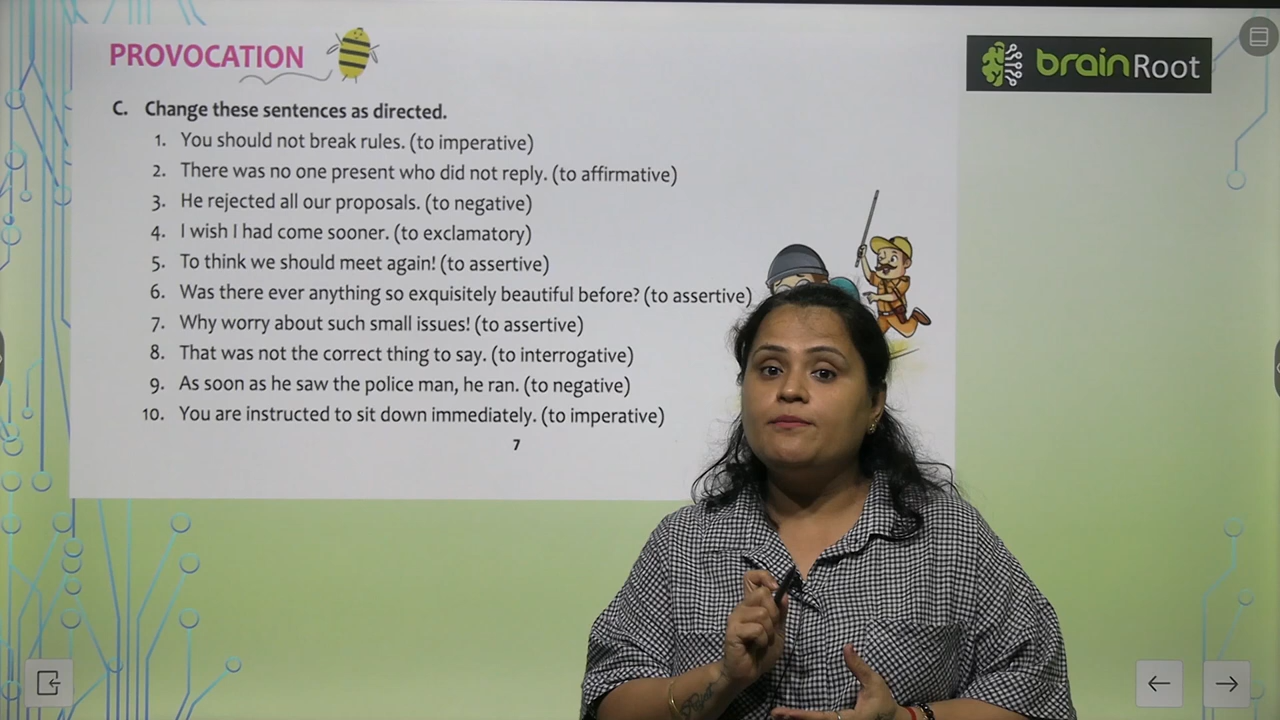 PROVOCATION
brainRoot
C. Change these sentences as directed.
1. You should not break rules. (to imperative)
2. There was no one present who did not reply. (to affirmative)
3. He rejected all our proposals. (to negative)
4. I wish I had come sooner. (to exclamatory)
5. To think we should meet again! (to assertive)
6. Was there ever anything so exquisitely beautiful before? (to assertive)
7. Why worry about such small issues! (to assertive)
8. That was not the correct thing to say. (to interrogative)
9. As soon as he saw the police man, he ran. (to negative)
10. You are instructed to sit down immediately. (to imperative)
7